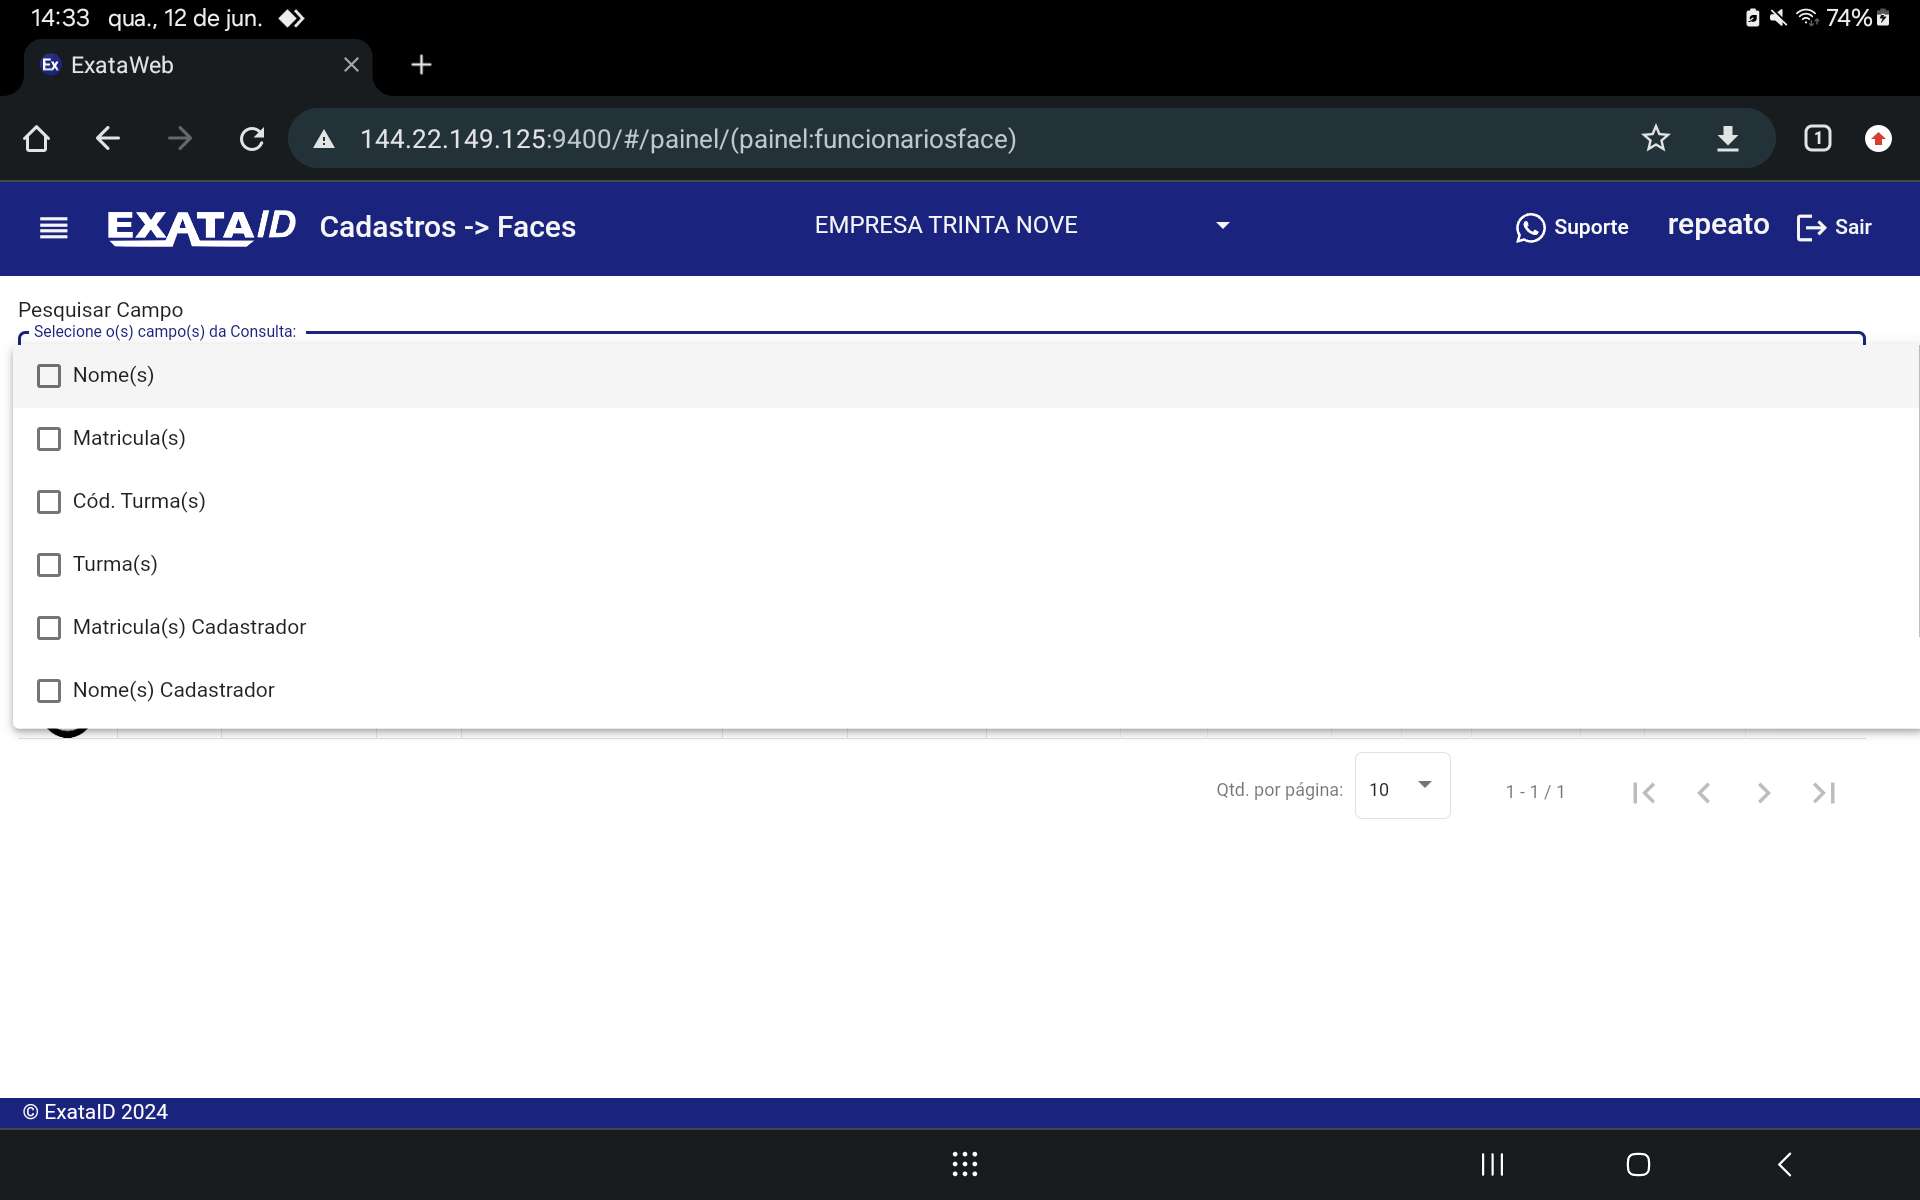 14:33 qua., 12 de jun. 74%
Ex ExataWeb
144.22.149.125:9400/#/painel/(painel:funcionariosface) 1
EXATAID Cadastros -> Faces EMPRESA TRINTA NOVE Suporte repeato Sair
Pesquisar Campo
Selecione o(s) campo(s) da Consulta:
Nome(s)
Matricula(s)
Cód. Turma(s)
Turma(s)
Matricula(s) Cadastrador
Nome(s) Cadastrador
Qtd. por página: 10 1 - 1 / 1
© ExataID 2024